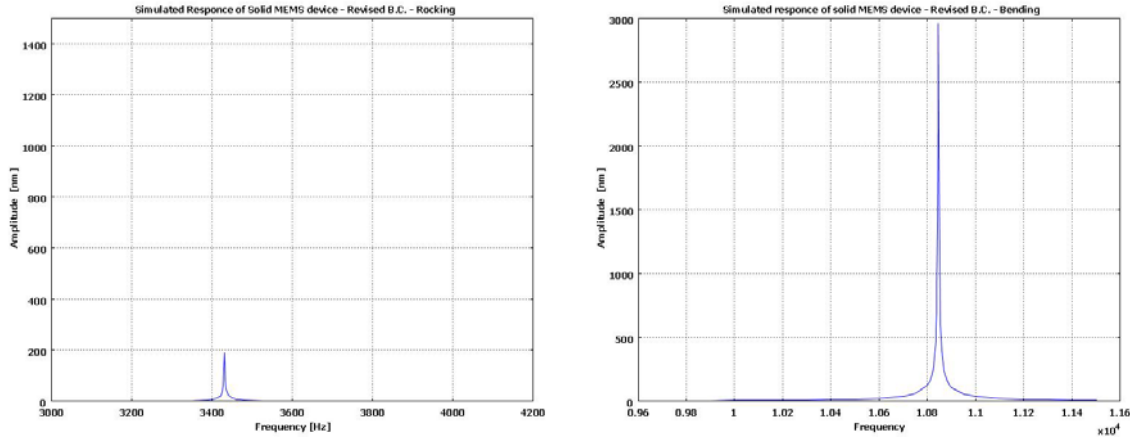 Simulated Responce of Solid MEMS device - Revised B.C. - Rocking
1400
1200
1000
800
600
400
200
0
Amplitude [nm]
3000 3200 3400 3600 3800 4000 4200
Frequency [Hz]
Simulated responce of solid MEMS device - Revised B.C. - Bending
3000
2500
2000
1500
1000
500
0
Amplitude [nm]
0.96 0.98 1 1.02 1.04 1.06 1.08 1.1 1.12 1.14 1.16
Frequency
×10⁴